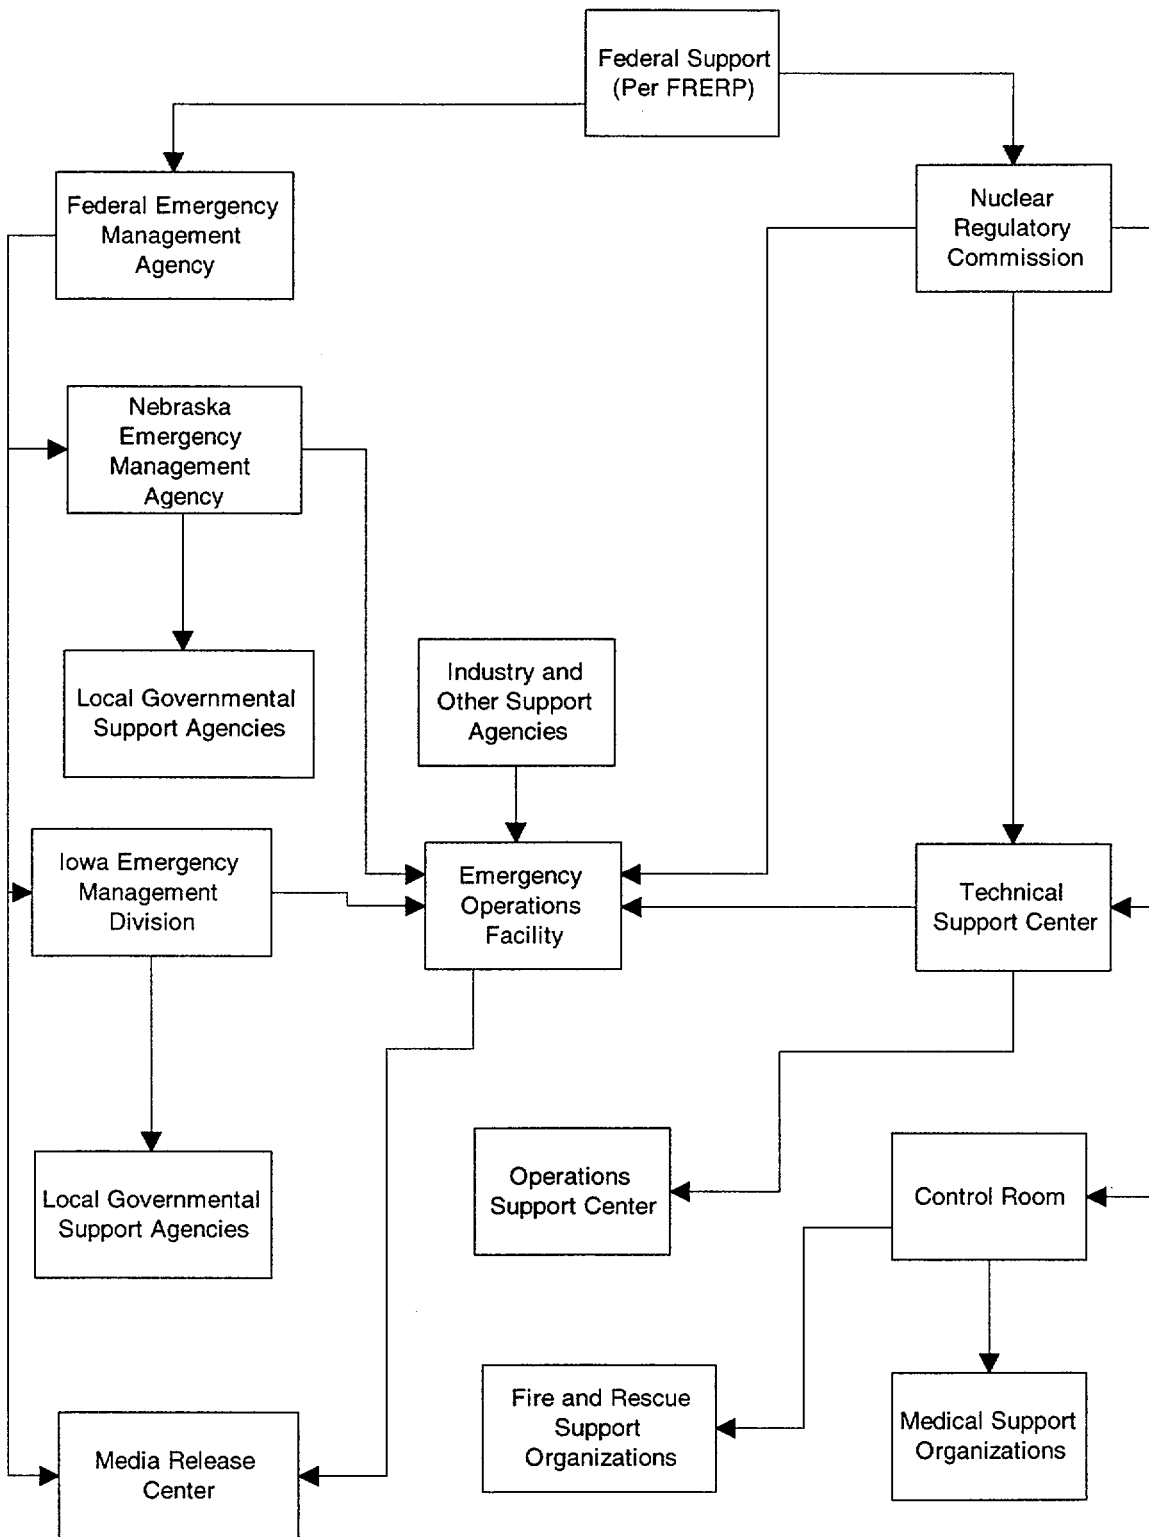 Federal Support
(Per FRERP)
Federal Emergency
Management
Agency
Nuclear
Regulatory
Commission
Nebraska
Emergency
Management
Agency
Local Governmental
Support Agencies
Industry and
Other Support
Agencies
Iowa Emergency
Management
Division
Emergency
Operations
Facility
Technical
Support Center
Local Governmental
Support Agencies
Operations
Support Center
Control Room
Fire and Rescue
Support
Organizations
Medical Support
Organizations
Media Release
Center